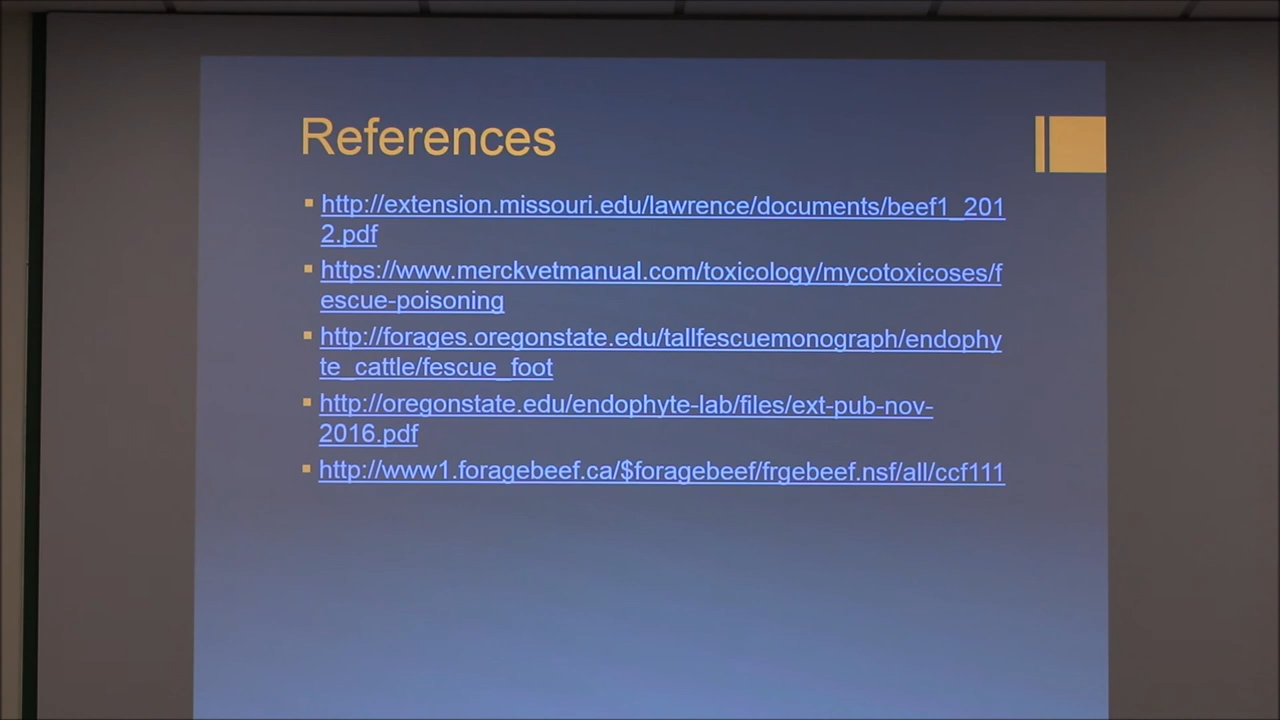 References
http://extension.missouri.edu/lawrence/documents/beef1_201
2.pdf
https://www.merckvetmanual.com/toxicology/mycotoxicoses/f
escue-poisoning
http://forages.oregonstate.edu/tallfescuemonograph/endophy
te_cattle/fescue_foot
http://oregonstate.edu/endophyte-lab/files/ext-pub-nov-
2016.pdf
http://www1.foragebeef.ca/$foragebeef/frgebeef.nsf/all/ccf111